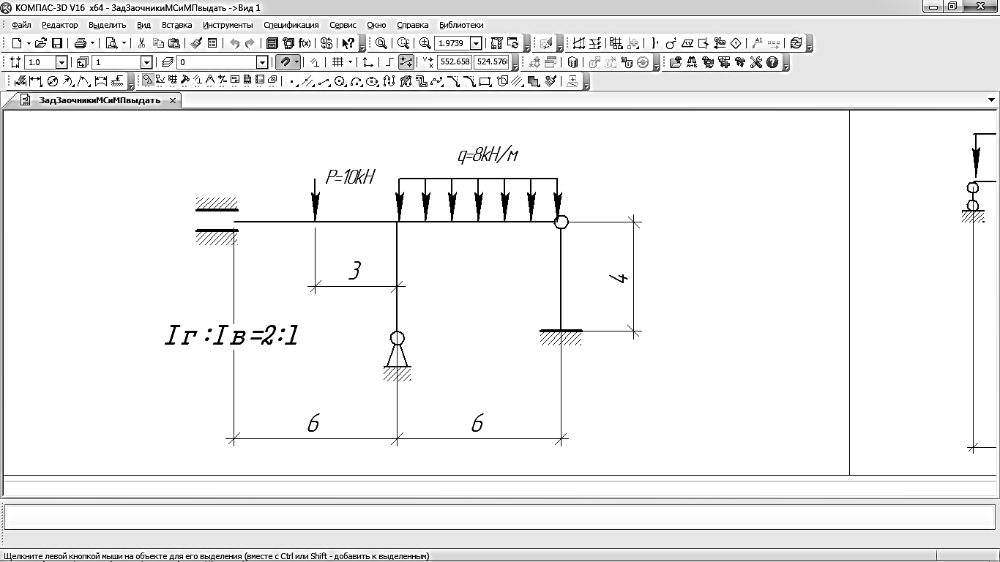 КОМПАС-3D V16 x64 - ЗадЗаочникиМСиМПвыдать ->Вид 1
Файл Редактор Выделить Вид Вставка Инструменты Спецификация Сервис Окно Справка Библиотеки
1.9739
1.0 1 0 552.658 524.576
ЗадЗаочникиМСиМПвыдать
q=8kH/м
P=10kH
3
4
Iг:Iв=2:1
6 6
Щелкните левой кнопкой мыши на объекте для его выделения (вместе с Ctrl или Shift - добавить к выделенным)